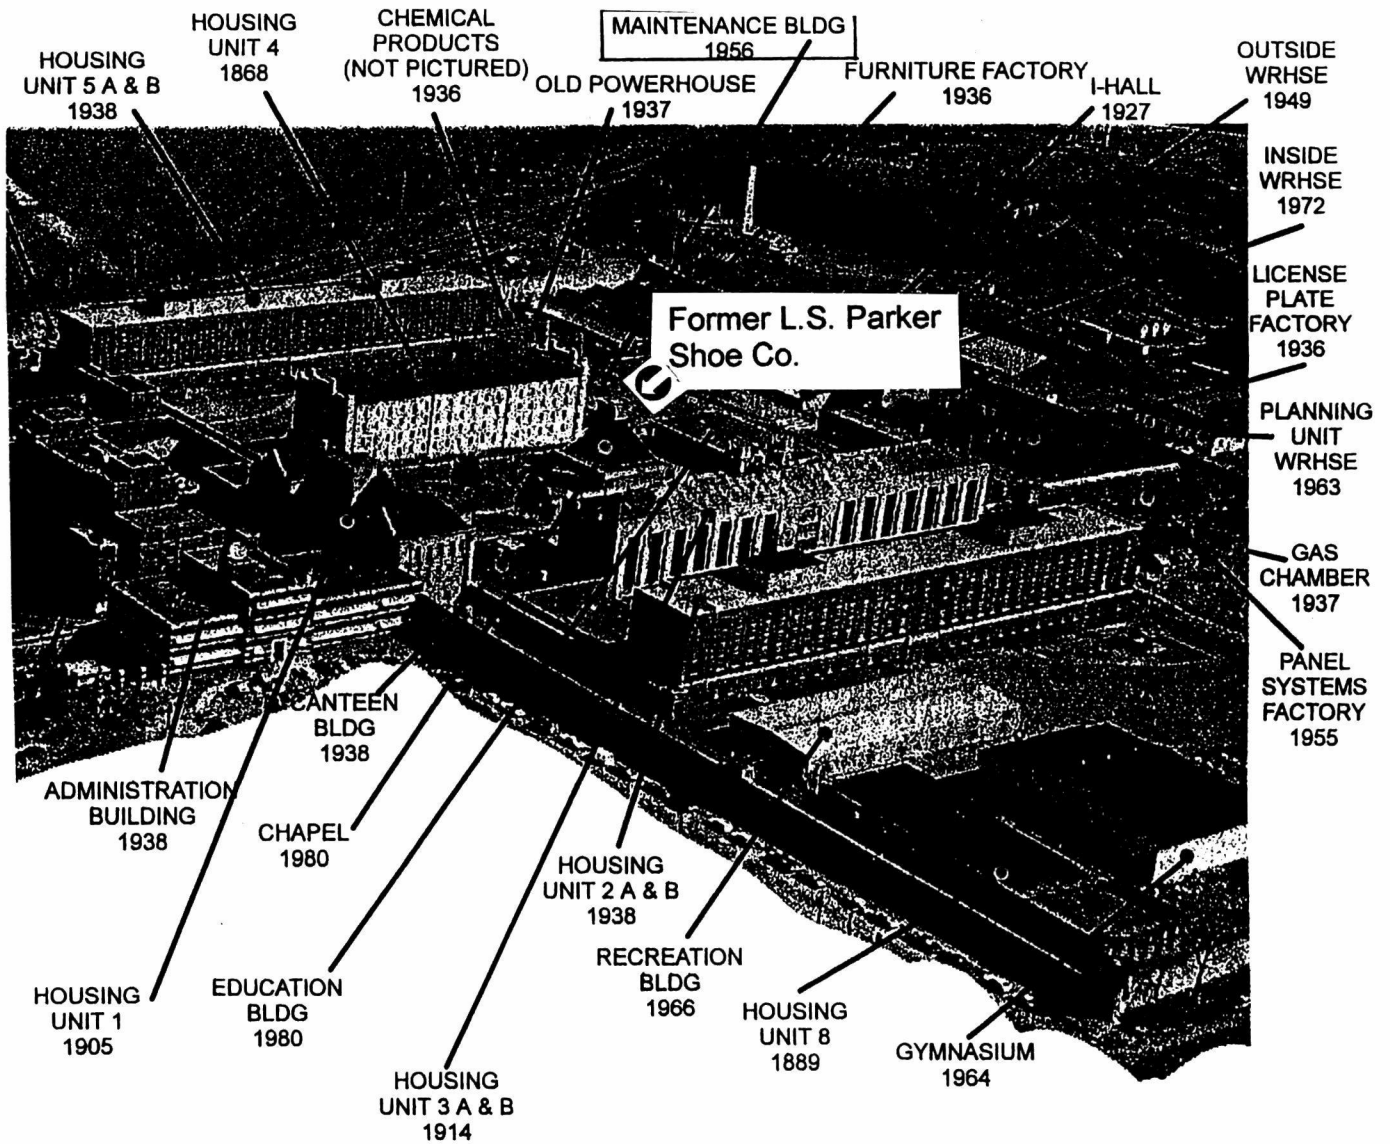 HOUSING
UNIT 5 A & B
1938
HOUSING
UNIT 4
1868
CHEMICAL
PRODUCTS
(NOT PICTURED)
1936
OLD POWERHOUSE
1937
MAINTENANCE BLDG
1956
FURNITURE FACTORY
1936
I-HALL
1927
OUTSIDE
WRHSE
1949
INSIDE
WRHSE
1972
LICENSE
PLATE
FACTORY
1936
PLANNING
UNIT
WRHSE
1963
GAS
CHAMBER
1937
PANEL
SYSTEMS
FACTORY
1955
Former L.S. Parker
Shoe Co.
CANTEEN
BLDG
1938
ADMINISTRATION
BUILDING
1938
CHAPEL
1980
HOUSING
UNIT 2 A & B
1938
RECREATION
BLDG
1966
HOUSING
UNIT 1
1905
EDUCATION
BLDG
1980
HOUSING
UNIT 8
1889
GYMNASIUM
1964
HOUSING
UNIT 3 A & B
1914